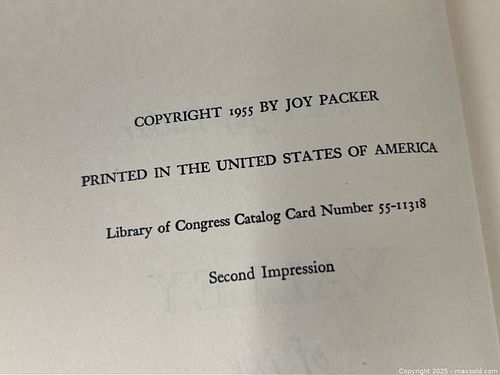 COPYRIGHT 1955 BY JOY PACKER
PRINTED IN THE UNITED STATES OF AMERICA
Library of Congress Catalog Card Number 55-11318
Second Impression
Copyright 2025 - maxsold.com